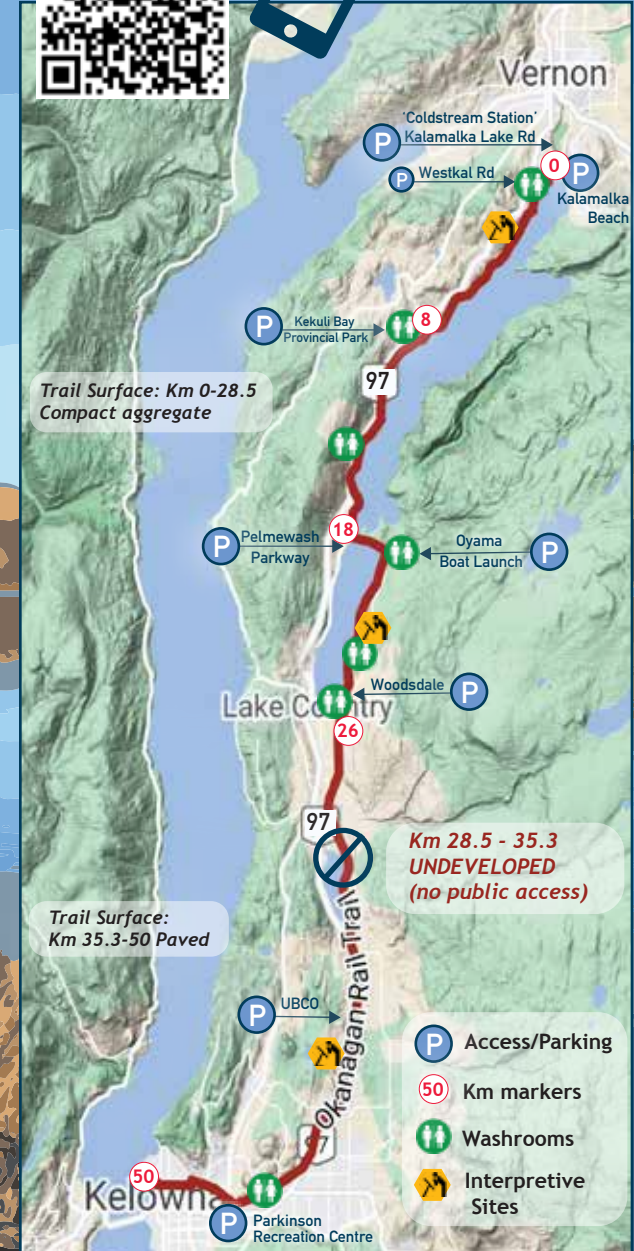 Vernon
'Coldstream Station'
Kalamalka Lake Rd
P
0
P
P
Westkal Rd
Kalamalka
Beach
P
Kekuli Bay
Provincial Park
8
97
Trail Surface: Km 0-28.5
Compact aggregate
18
P
Pelmewash
Parkway
Oyama
Boat Launch
P
Woodsdale
P
Lake Country
26
97
Km 28.5 - 35.3
UNDEVELOPED
(no public access)
Trail Surface:
Km 35.3-50 Paved
Okanagan Rail Trail
P
UBCO
P
Access/Parking
50
Km markers
Washrooms
Interpretive
Sites
97
50
Kelowna
P
Parkinson
Recreation Centre